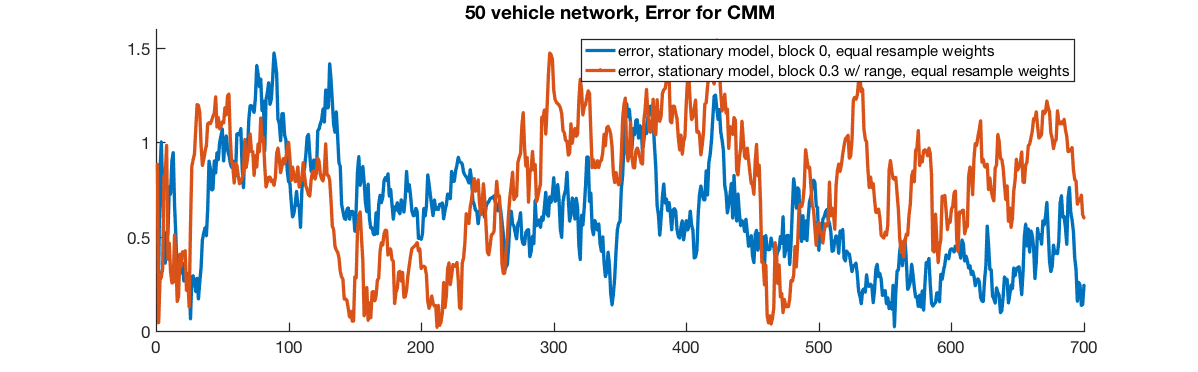 50 vehicle network, Error for CMM
error, stationary model, block 0, equal resample weights
error, stationary model, block 0.3 w/ range, equal resample weights
1.5
1
0.5
0
0 100 200 300 400 500 600 700